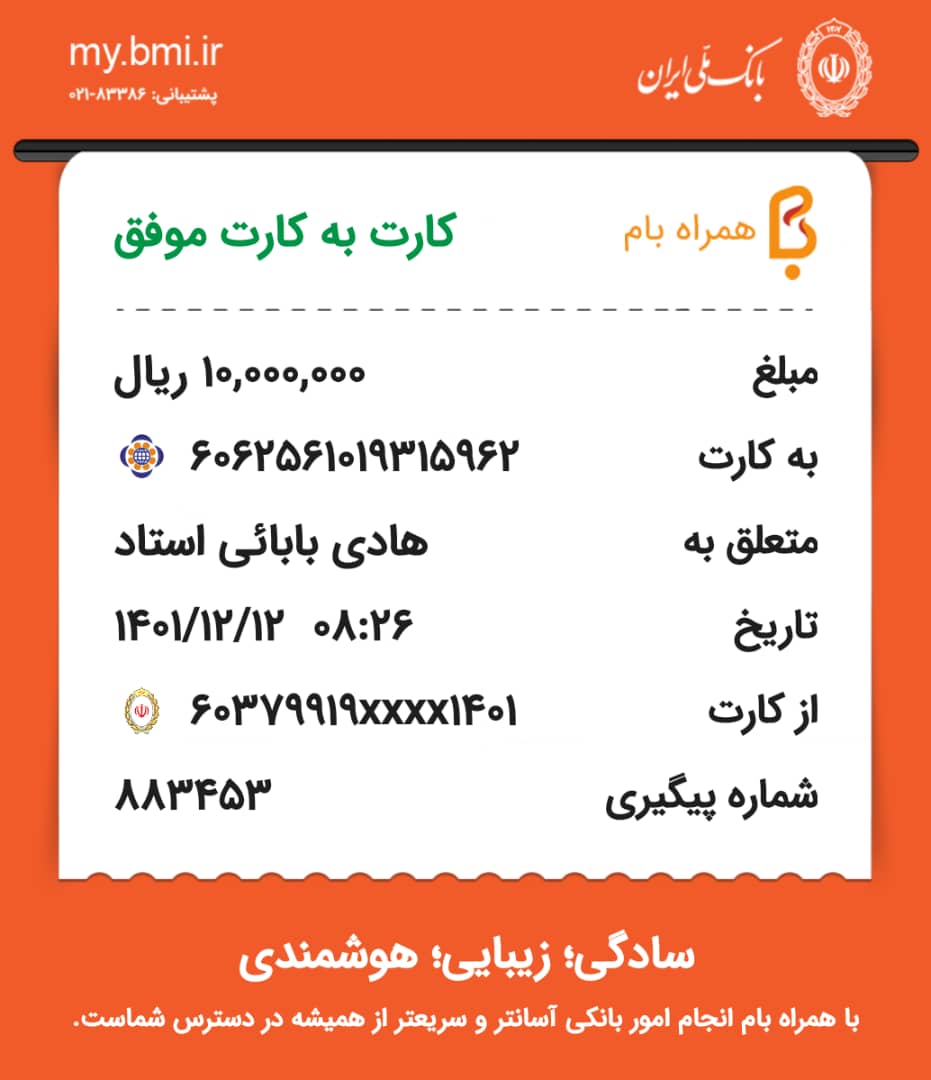 my.bmi.ir
پشتیبانی: ۸۳۳۸۶-۰۲۱
بانک ملی ایران
همراه بام
کارت به کارت موفق
مبلغ ۱۰,۰۰۰,۰۰۰ ریال
به کارت ۶۰۶۲۵۶۱۰۱۹۳۱۵۹۶۲
متعلق به هادی بابائی استاد
تاریخ ۱۴۰۱/۱۲/۱۲ ۰۸:۲۶
از کارت ۶۰۳۷۹۹۱۹xxxx۱۴۰۱
شماره پیگیری ۸۸۳۴۵۳
سادگی؛ زیبایی؛ هوشمندی
با همراه بام انجام امور بانکی آسانتر و سریعتر از همیشه در دسترس شماست.